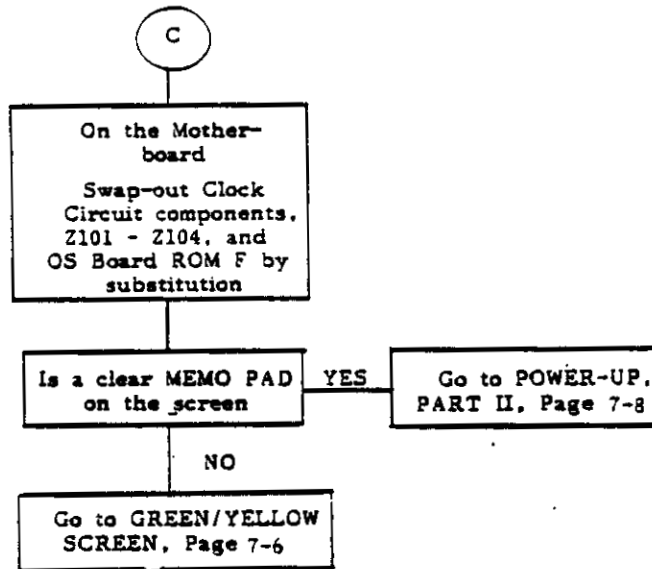 C
On the Mother-
board
Swap-out Clock
Circuit components,
Z101 - Z104, and
OS Board ROM F by
substitution
Is a clear MEMO PAD
on the screen
YES
Go to POWER-UP,
PART II, Page 7-8
NO
Go to GREEN/YELLOW
SCREEN, Page 7-6